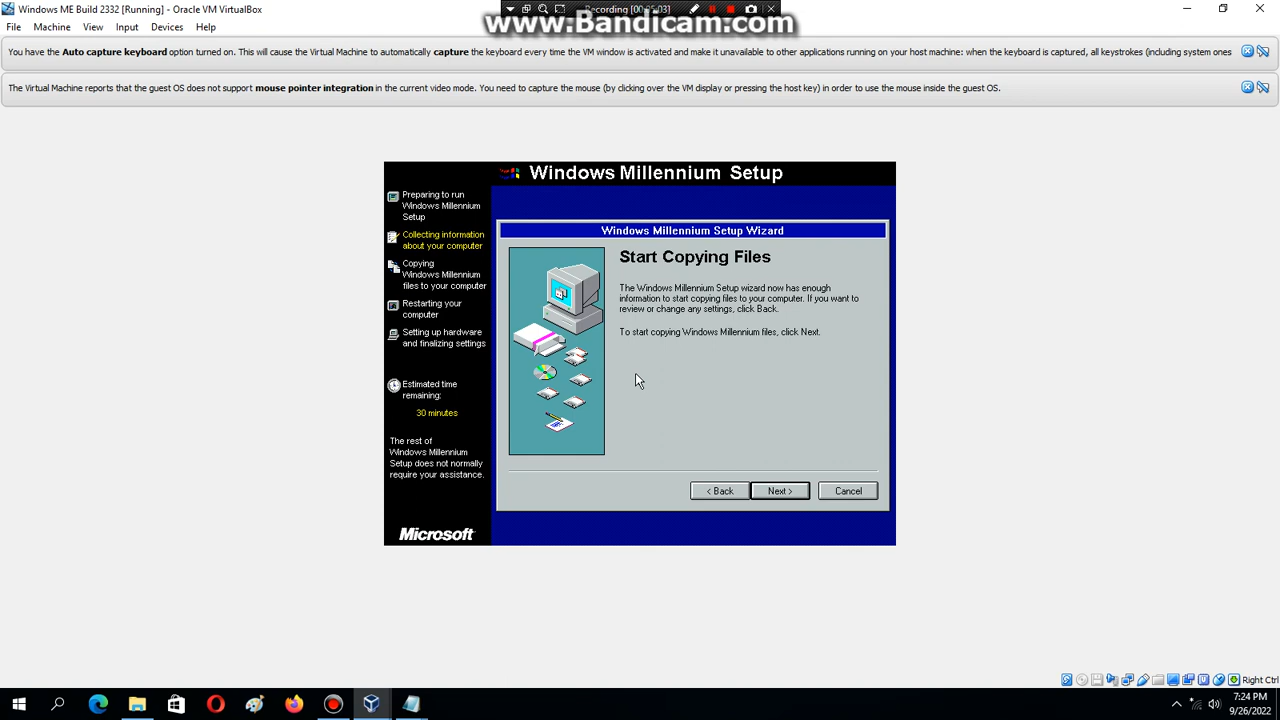 Windows ME Build 2332 [Running] - Oracle VM VirtualBox
Recording [00:05:03]
www.Bandicam.com
File Machine View Input Devices Help
You have the Auto capture keyboard option turned on. This will cause the Virtual Machine to automatically capture the keyboard every time the VM window is activated and make it unavailable to other applications running on your host machine: when the keyboard is captured, all keystrokes (including system ones
The Virtual Machine reports that the guest OS does not support mouse pointer integration in the current video mode. You need to capture the mouse (by clicking over the VM display or pressing the host key) in order to use the mouse inside the guest OS.
Windows Millennium Setup
Preparing to run
Windows Millennium
Setup
Collecting information
about your computer
Copying
Windows Millennium
files to your computer
Restarting your
computer
Setting up hardware
and finalizing settings
Estimated time
remaining:
30 minutes
The rest of
Windows Millennium
Setup does not normally
require your assistance.
Microsoft
Windows Millennium Setup Wizard
Start Copying Files
The Windows Millennium Setup wizard now has enough
information to start copying files to your computer. If you want to
review or change any settings, click Back.
To start copying Windows Millennium files, click Next.
< Back Next > Cancel
Right Ctrl
7:24 PM
9/26/2022